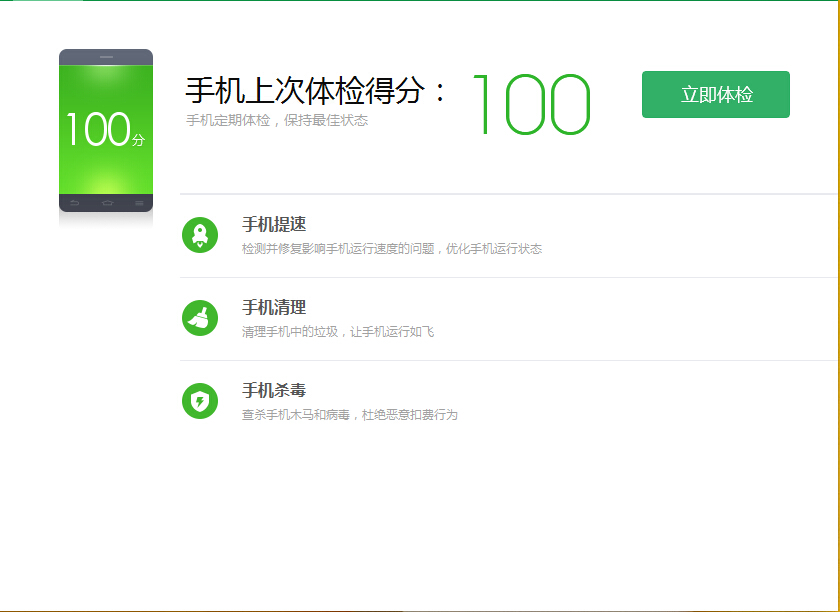 100分
手机上次体检得分：100
立即体检
手机定期体检，保持最佳状态
手机提速
检测并修复影响手机运行速度的问题，优化手机运行状态
手机清理
清理手机中的垃圾，让手机运行如飞
手机杀毒
查杀手机木马和病毒，杜绝恶意扣费行为